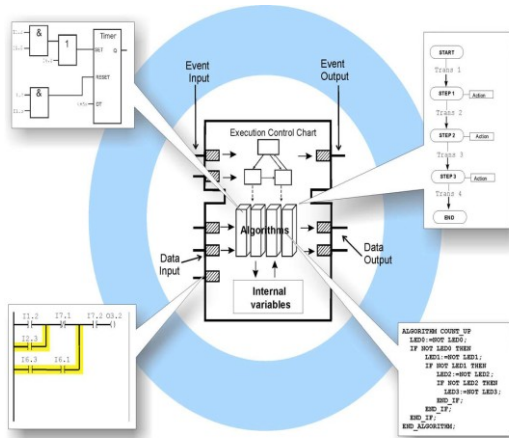 &
1
Timer
SET
Q
RESET
&
DT
Event
Input
Event
Output
START
Trans 1
STEP 1
Action
Trans 2
STEP 2
Action
Trans 3
STEP 3
Action
Trans 4
END
Execution Control Chart
Algorithms
Data
Input
Data
Output
Internal
variables
I1.2 I7.1 I7.2 O3.2
I2.3
I6.3 I6.1
ALGORITHM COUNT_UP
LED0:=NOT LED0;
IF NOT LED0 THEN
LED1:=NOT LED1;
IF NOT LED1 THEN
LED2:=NOT LED2;
IF NOT LED2 THEN
LED3:=NOT LED3;
END_IF;
END_IF;
END_IF;
END_ALGORITHM;